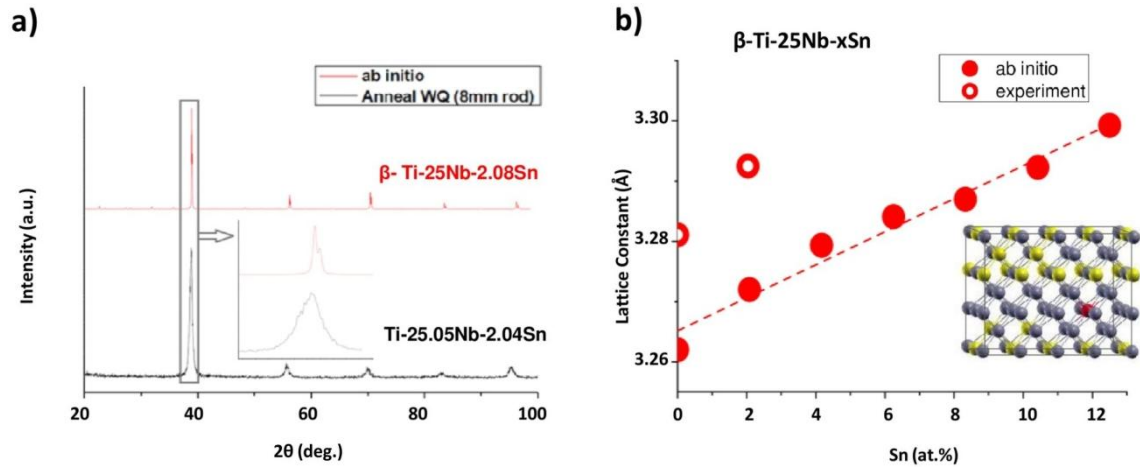 a)
ab initio
Anneal WQ (8mm rod)
β- Ti-25Nb-2.08Sn
Ti-25.05Nb-2.04Sn
Intensity (a.u.)
20 40 60 80 100
2θ (deg.)
b)
β-Ti-25Nb-xSn
ab initio
experiment
3.30
3.28
3.26
Lattice Constant (Å)
0 2 4 6 8 10 12
Sn (at.%)